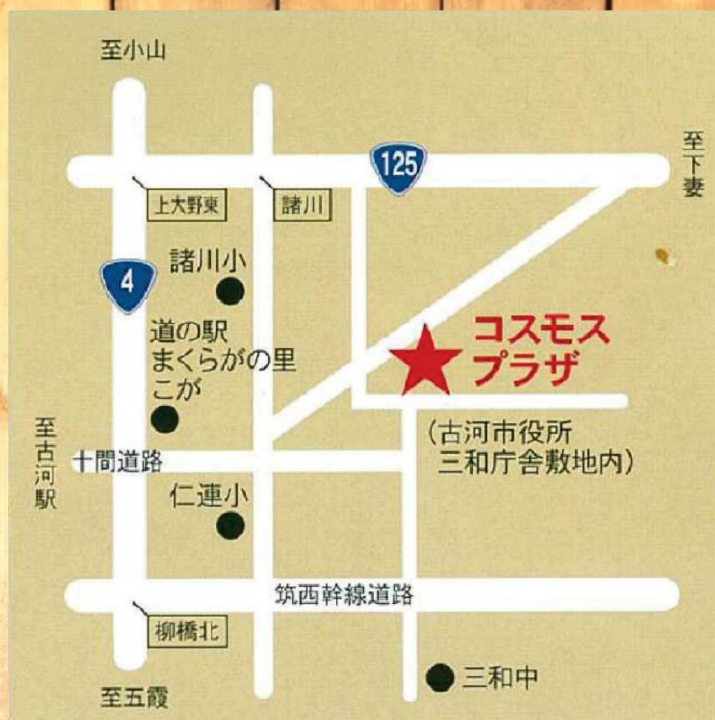 至小山
125
至下妻
上大野東
諸川
4
諸川小
道の駅
まくらがの里
こが
コスモス
プラザ
(古河市役所
三和庁舎敷地内)
至古河駅
十間道路
仁連小
筑西幹線道路
柳橋北
三和中
至五霞